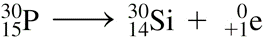 ³⁰₁₅P ⟶ ³⁰₁₄Si + ⁰₊₁e